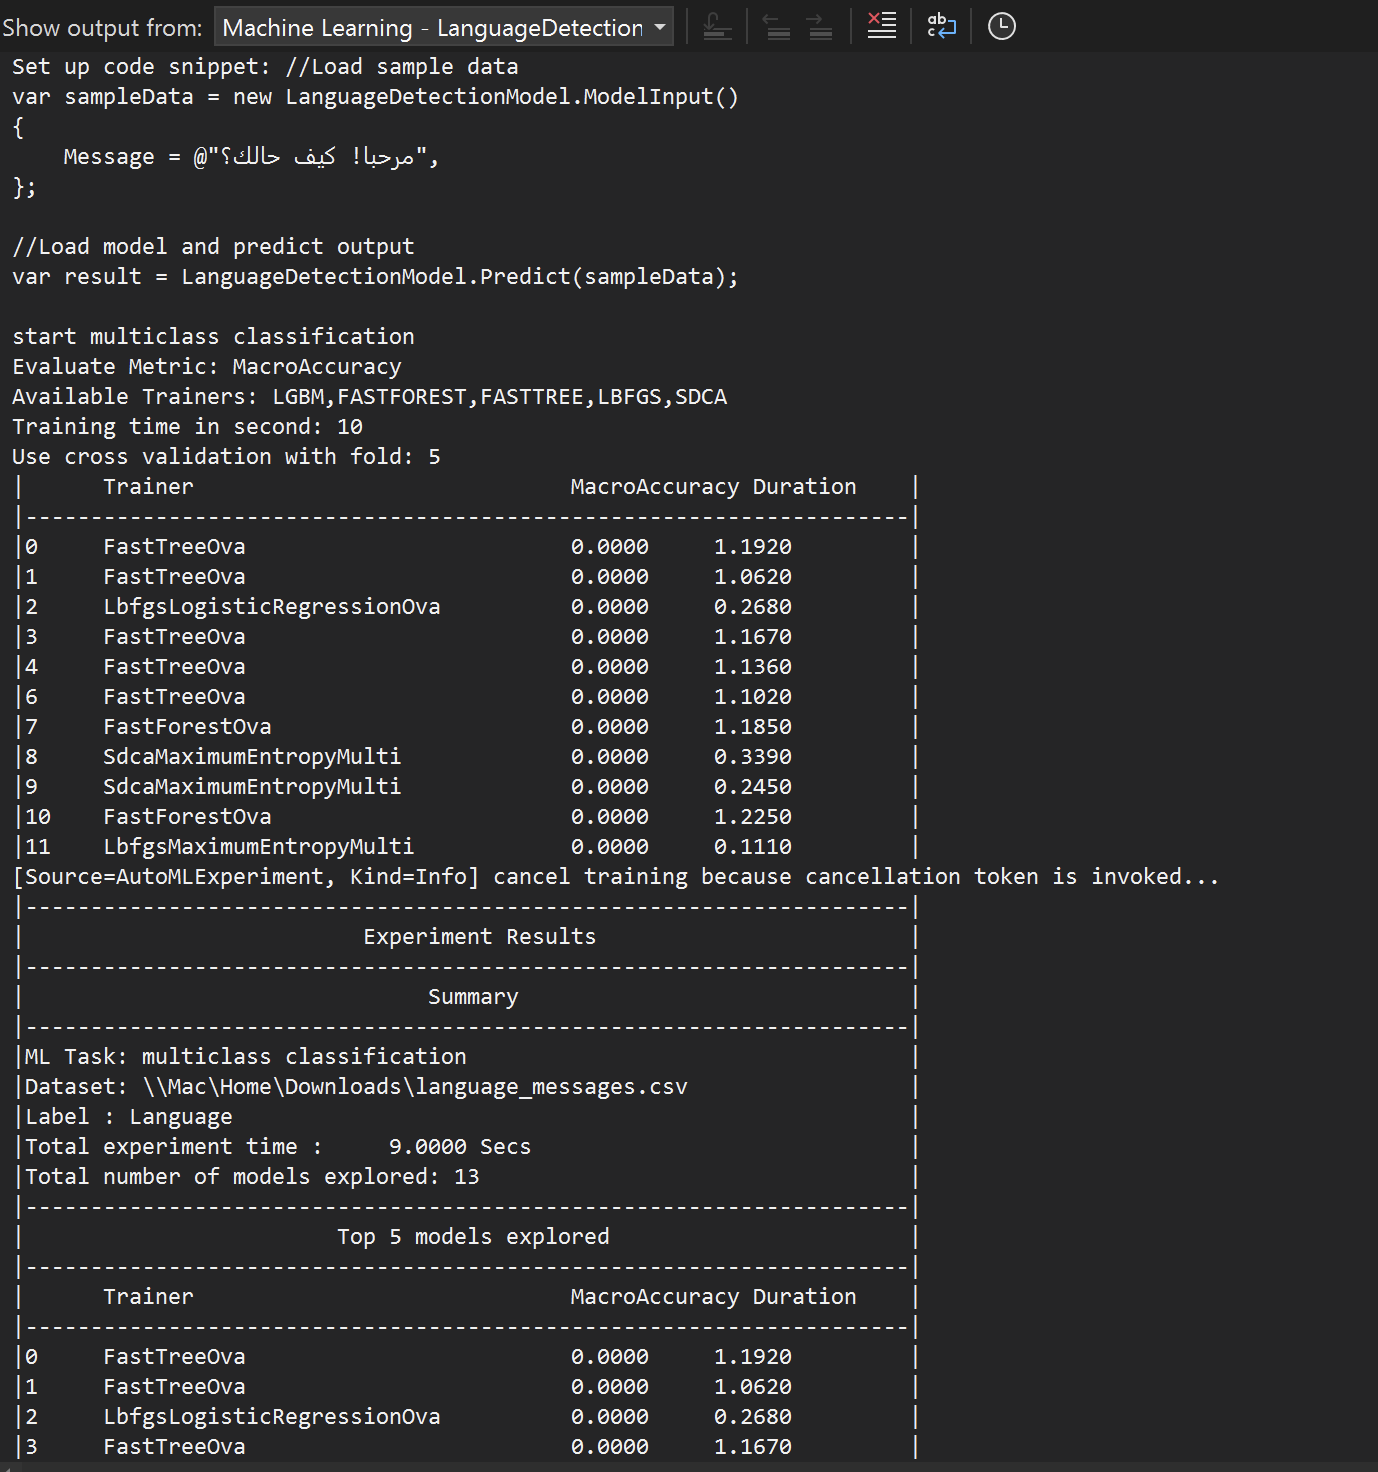 Show output from: Machine Learning - LanguageDetection
Set up code snippet: //Load sample data
var sampleData = new LanguageDetectionModel.ModelInput()
{
    Message = @"مرحبا! كيف حالك؟",
};
//Load model and predict output
var result = LanguageDetectionModel.Predict(sampleData);
start multiclass classification
Evaluate Metric: MacroAccuracy
Available Trainers: LGBM,FASTFOREST,FASTTREE,LBFGS,SDCA
Training time in second: 10
Use cross validation with fold: 5
|      Trainer                             MacroAccuracy Duration    |
|--------------------------------------------------------------------|
|0     FastTreeOva                         0.0000     1.1920         |
|1     FastTreeOva                         0.0000     1.0620         |
|2     LbfgsLogisticRegressionOva          0.0000     0.2680         |
|3     FastTreeOva                         0.0000     1.1670         |
|4     FastTreeOva                         0.0000     1.1360         |
|6     FastTreeOva                         0.0000     1.1020         |
|7     FastForestOva                       0.0000     1.1850         |
|8     SdcaMaximumEntropyMulti             0.0000     0.3390         |
|9     SdcaMaximumEntropyMulti             0.0000     0.2450         |
|10    FastForestOva                       0.0000     1.2250         |
|11    LbfgsMaximumEntropyMulti            0.0000     0.1110         |
[Source=AutoMLExperiment, Kind=Info] cancel training because cancellation token is invoked...
|--------------------------------------------------------------------|
|                          Experiment Results                        |
|--------------------------------------------------------------------|
|                               Summary                              |
|--------------------------------------------------------------------|
|ML Task: multiclass classification                                  |
|Dataset: \\Mac\Home\Downloads\language_messages.csv                 |
|Label : Language                                                    |
|Total experiment time :     9.0000 Secs                             |
|Total number of models explored: 13                                 |
|--------------------------------------------------------------------|
|                        Top 5 models explored                       |
|--------------------------------------------------------------------|
|      Trainer                             MacroAccuracy Duration    |
|--------------------------------------------------------------------|
|0     FastTreeOva                         0.0000     1.1920         |
|1     FastTreeOva                         0.0000     1.0620         |
|2     LbfgsLogisticRegressionOva          0.0000     0.2680         |
|3     FastTreeOva                         0.0000     1.1670         |